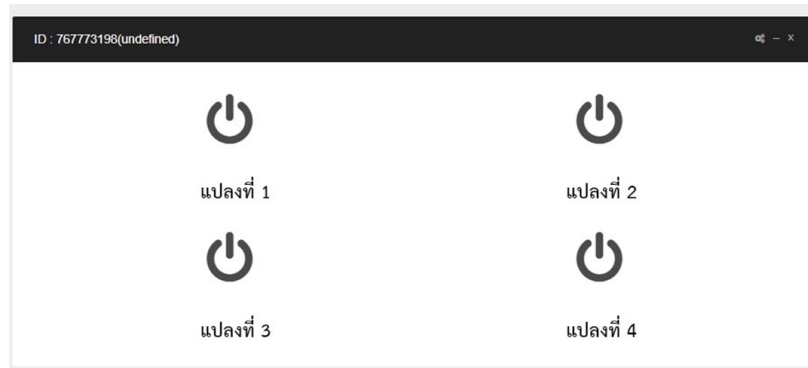 ID : 767773198(undefined)
แปลงที่ 1
แปลงที่ 2
แปลงที่ 3
แปลงที่ 4